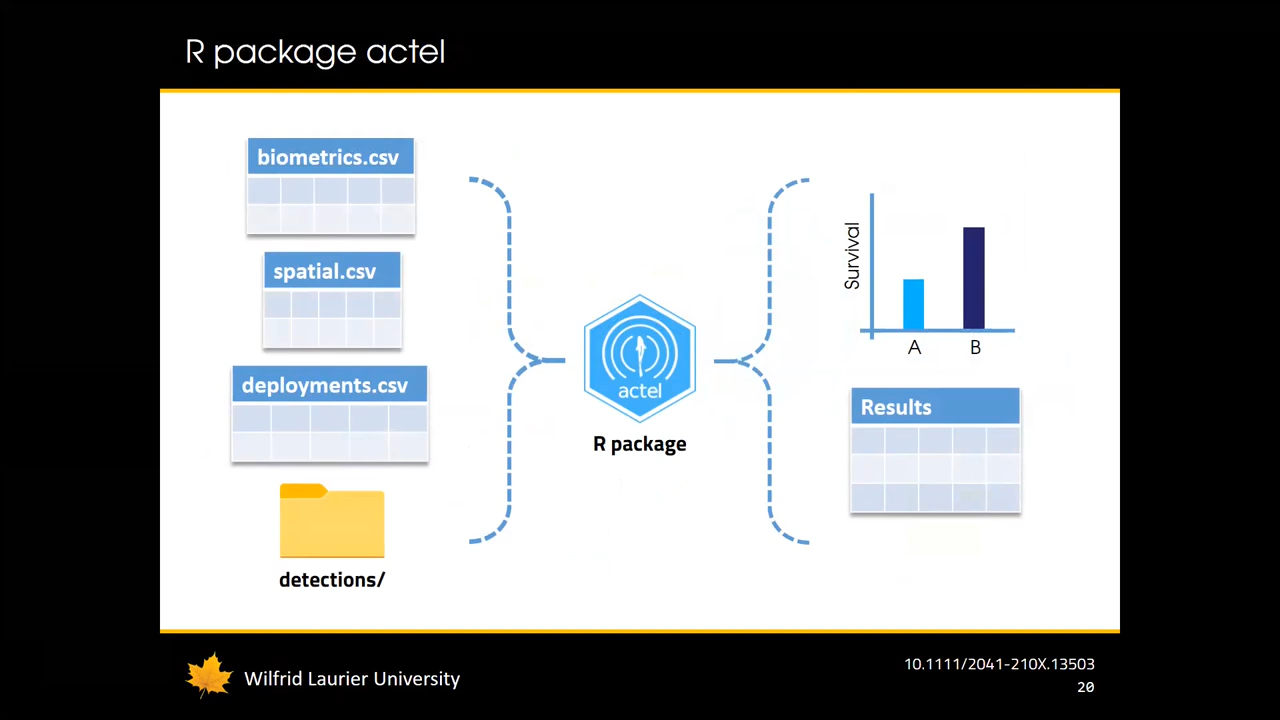 R package actel
biometrics.csv
spatial.csv
deployments.csv
detections/
actel
R package
Survival
A
B
Results
Wilfrid Laurier University
10.1111/2041-210X.13503
20